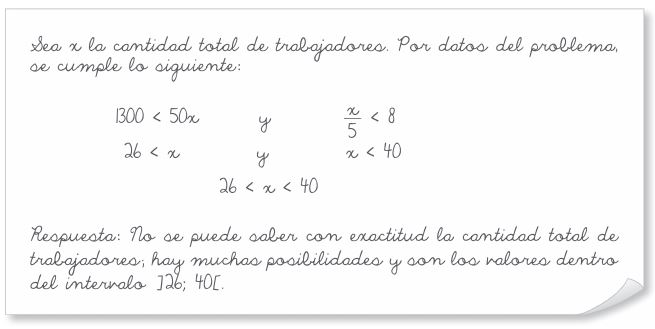 Sea x la cantidad total de trabajadores. Por datos del problema,
se cumple lo siguiente:
1300 < 50x y x/5 < 8
26 < x y x < 40
26 < x < 40
Respuesta: No se puede saber con exactitud la cantidad total de
trabajadores; hay muchas posibilidades y son los valores dentro
del intervalo ]26; 40[.